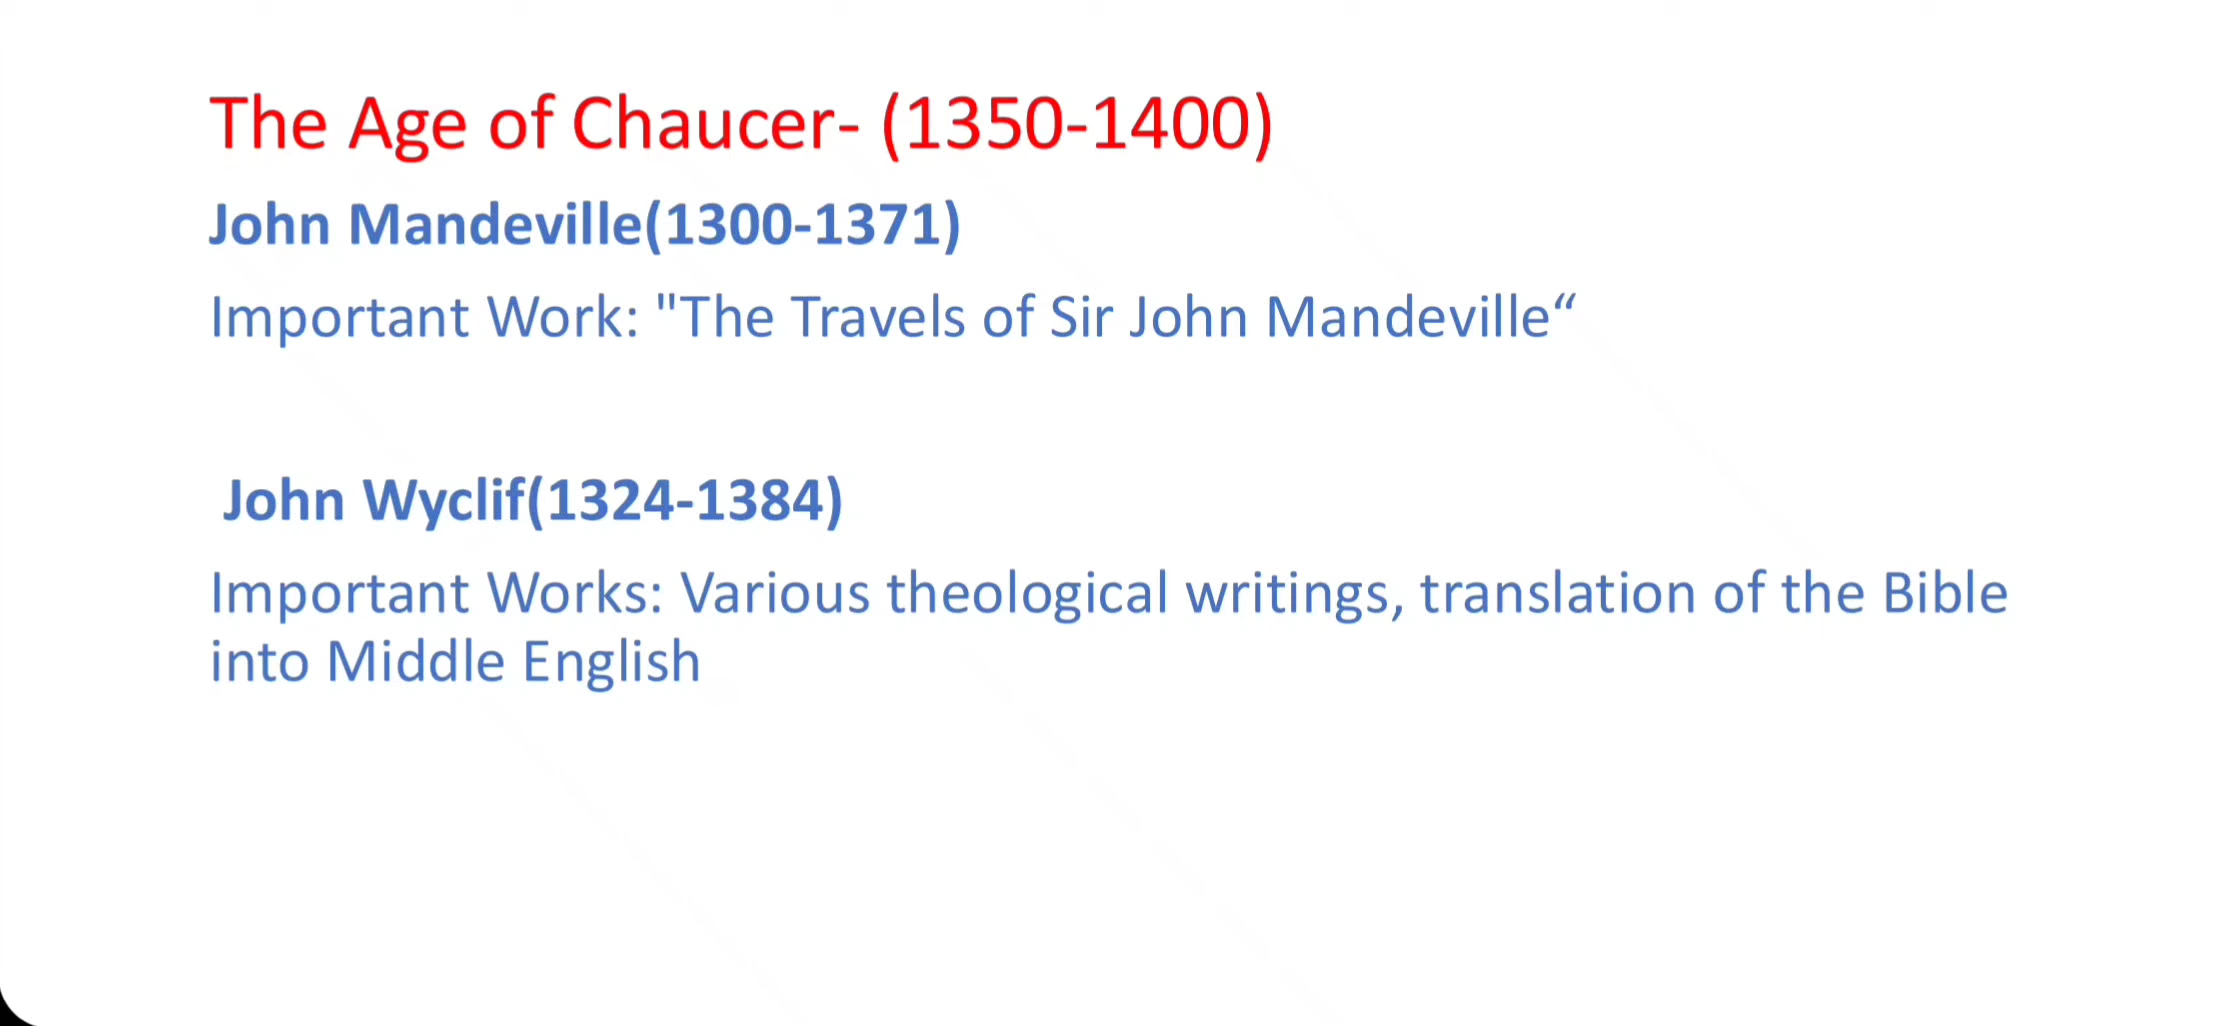 The Age of Chaucer- (1350-1400)
John Mandeville(1300-1371)
Important Work: "The Travels of Sir John Mandeville“
John Wyclif(1324-1384)
Important Works: Various theological writings, translation of the Bible
into Middle English